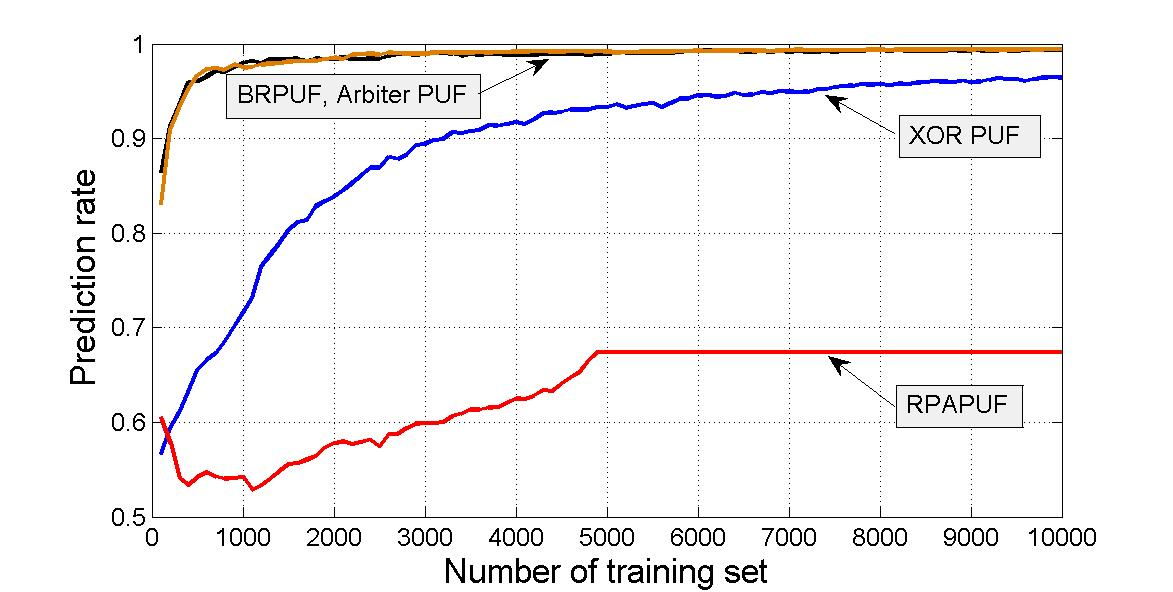 1
0.9
0.8
0.7
0.6
0.5
Prediction rate
BRPUF, Arbiter PUF
XOR PUF
RPAPUF
0 1000 2000 3000 4000 5000 6000 7000 8000 9000 10000
Number of training set